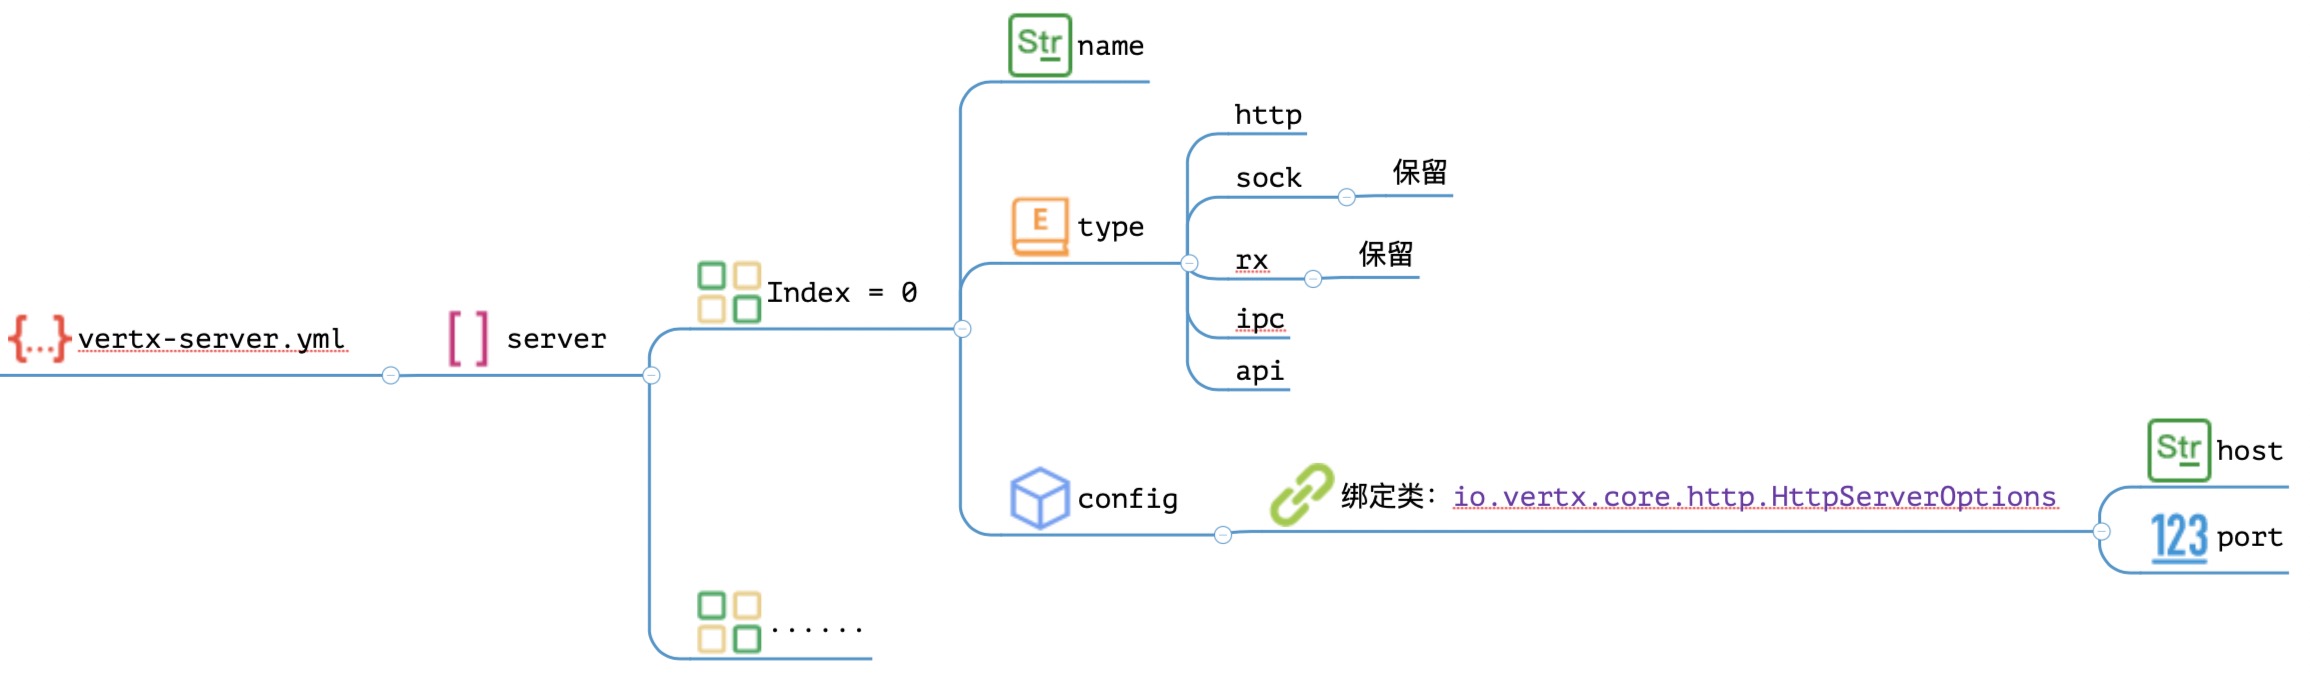 Str name
http
sock
保留
E type
rx
保留
Index = 0
ipc
{...} vertx-server.yml
[ ] server
api
Str host
config
绑定类：io.vertx.core.http.HttpServerOptions
123 port
......